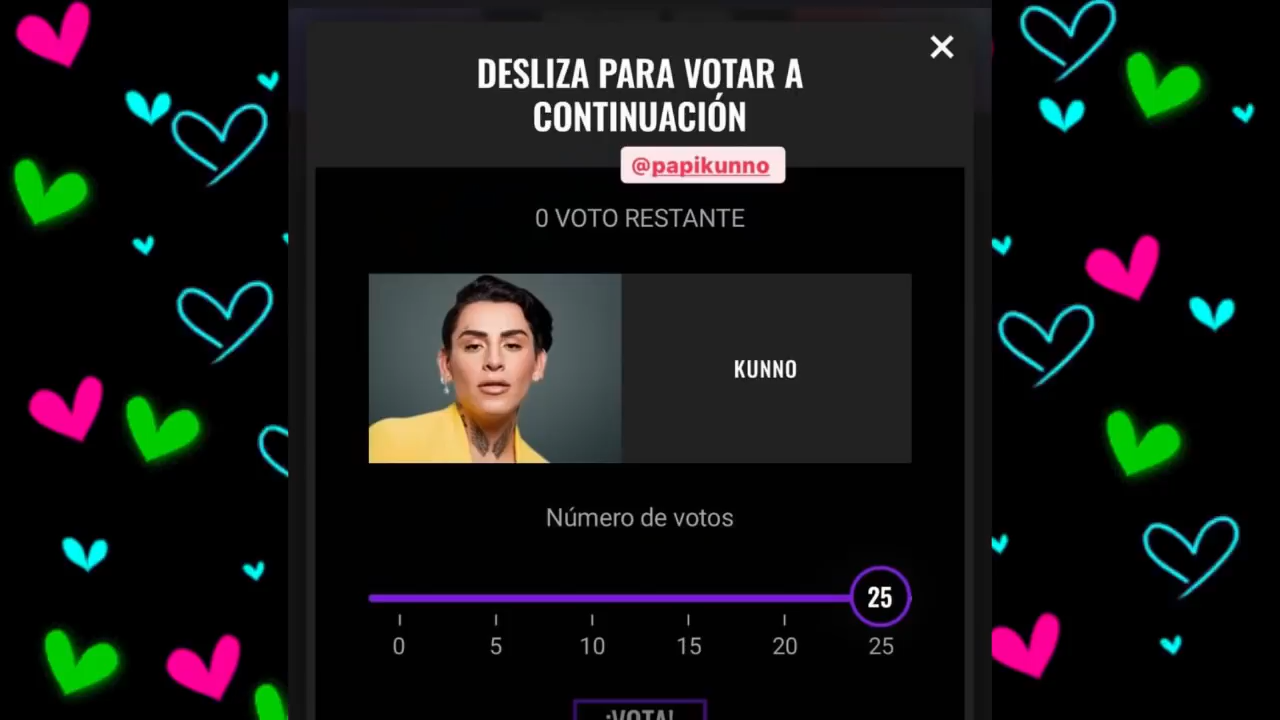 DESLIZA PARA VOTAR A
CONTINUACIÓN
@papikunno
0 VOTO RESTANTE
KUNNO
Número de votos
25
0 5 10 15 20 25
¡VOTA!